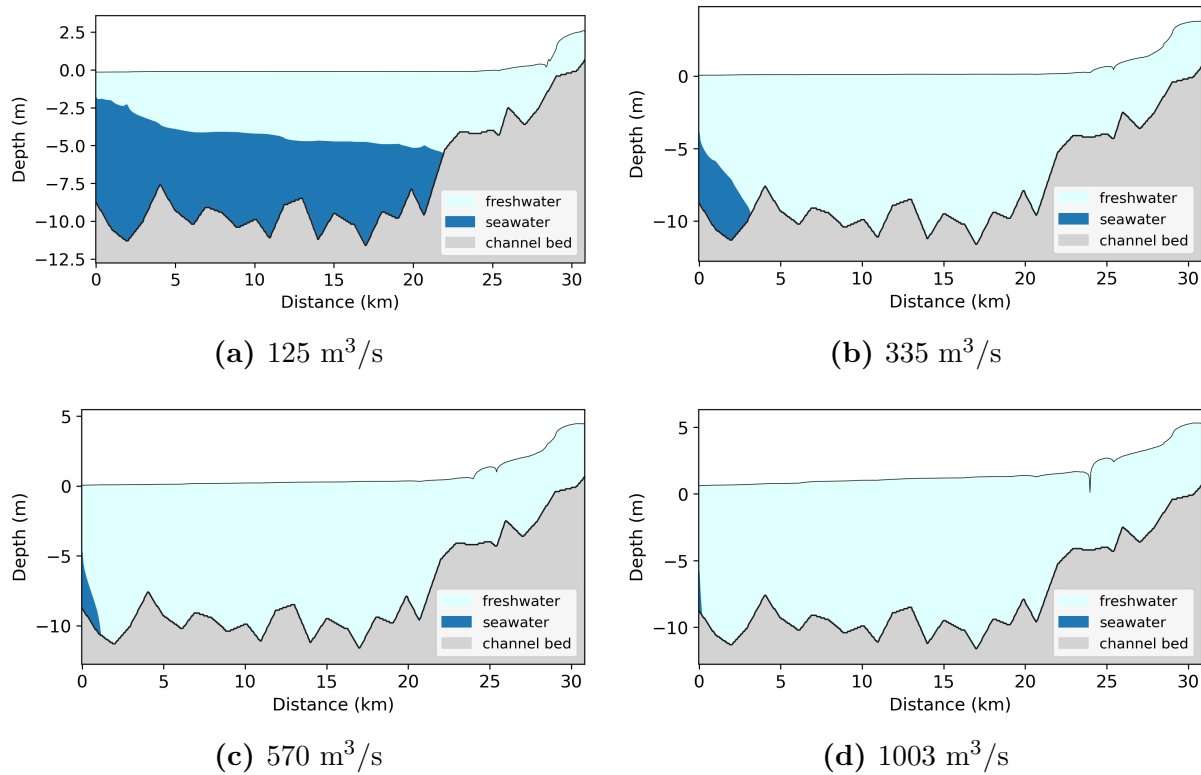 2.5
0.0
−2.5
−5.0
−7.5
−10.0
−12.5
Depth (m)
0 5 10 15 20 25 30
Distance (km)
freshwater
seawater
channel bed
(a) 125 m³/s
0
−5
−10
Depth (m)
0 5 10 15 20 25 30
Distance (km)
freshwater
seawater
channel bed
(b) 335 m³/s
5
0
−5
−10
Depth (m)
0 5 10 15 20 25 30
Distance (km)
freshwater
seawater
channel bed
(c) 570 m³/s
5
0
−5
−10
Depth (m)
0 5 10 15 20 25 30
Distance (km)
freshwater
seawater
channel bed
(d) 1003 m³/s